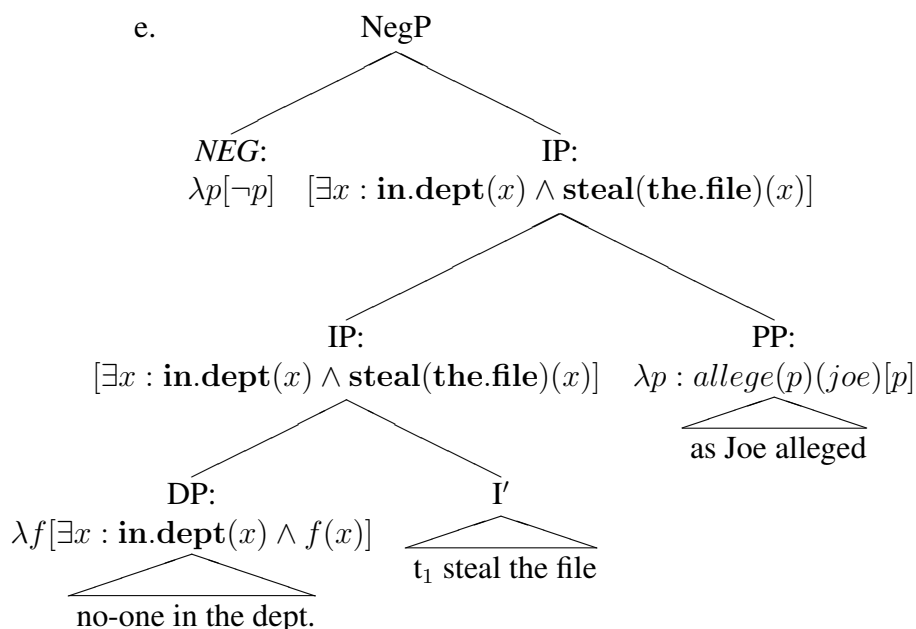 e. NegP
NEG: IP:
λp[¬p] [∃x : in.dept(x) ∧ steal(the.file)(x)]
IP: PP:
[∃x : in.dept(x) ∧ steal(the.file)(x)] λp : allege(p)(joe)[p]
as Joe alleged
DP: I′
λf[∃x : in.dept(x) ∧ f(x)]
t₁ steal the file
no-one in the dept.